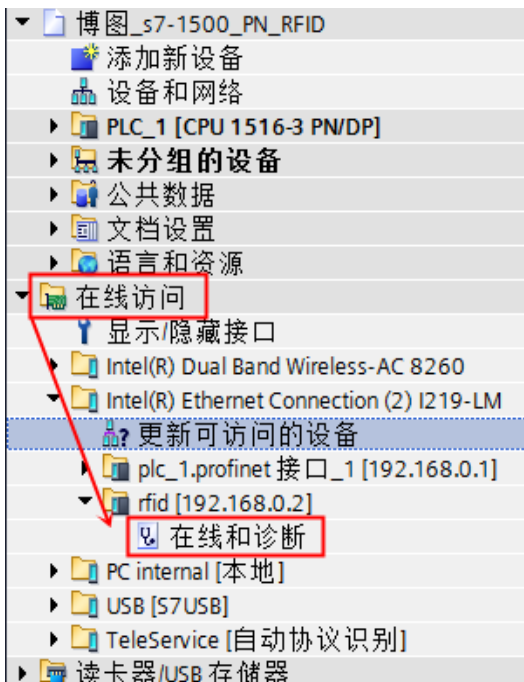 博图_s7-1500_PN_RFID
添加新设备
设备和网络
PLC_1 [CPU 1516-3 PN/DP]
未分组的设备
公共数据
文档设置
语言和资源
在线访问
显示/隐藏接口
Intel(R) Dual Band Wireless-AC 8260
Intel(R) Ethernet Connection (2) I219-LM
更新可访问的设备
plc_1.profinet 接口_1 [192.168.0.1]
rfid [192.168.0.2]
在线和诊断
PC internal [本地]
USB [S7USB]
TeleService [自动协议识别]
读卡器/USB 存储器